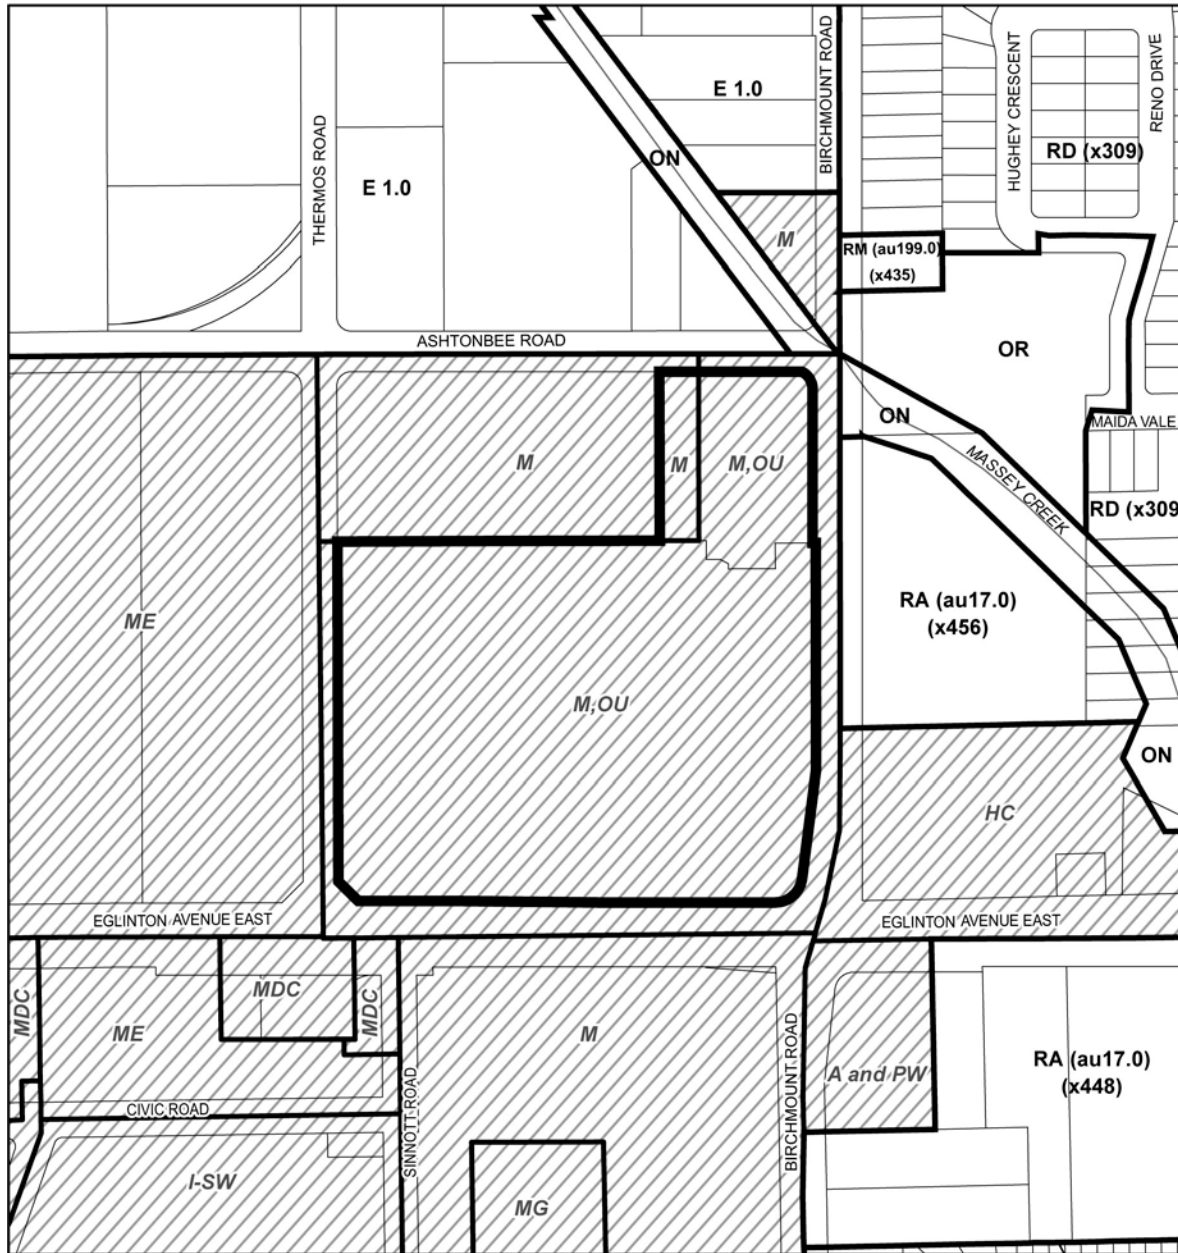 BIRCHMOUNT ROAD
HUGHEY CRESCENT
RENO DRIVE
E 1.0
THERMOS ROAD
ON
RD (x309)
E 1.0
M
RM (au199.0)
(x435)
ASHTONBEE ROAD
OR
ON
MAIDA VALE
M
M
M,OU
MASSEY CREEK
RD (x309
ME
RA (au17.0)
(x456)
M,OU
ON
HC
EGLINTON AVENUE EAST
EGLINTON AVENUE EAST
MDC
MDC
MDC
ME
M
BIRCHMOUNT ROAD
A and PW
RA (au17.0)
(x448)
CIVIC ROAD
SINNOTT ROAD
I-SW
MG